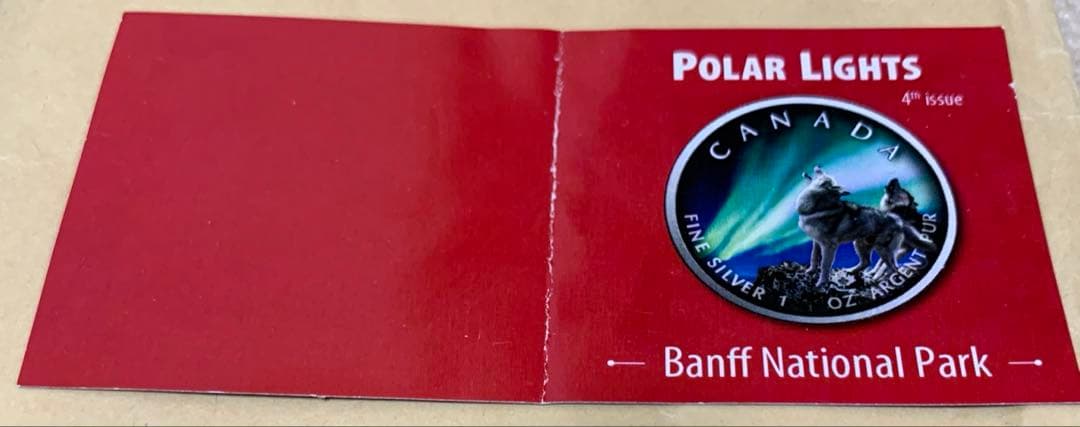 POLAR LIGHTS
4th issue
CANADA
FINE SILVER 1 OZ ARGENT PUR
Banff National Park